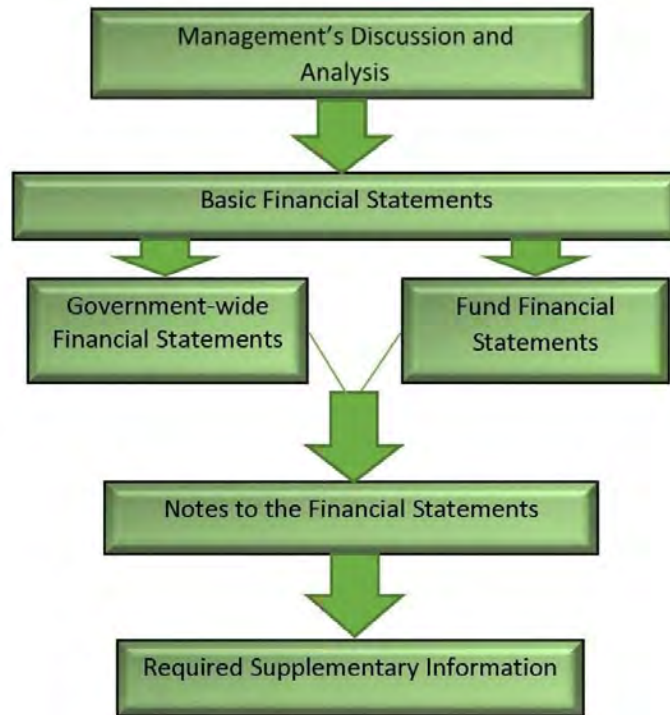 Management’s Discussion and
Analysis
Basic Financial Statements
Government-wide
Financial Statements
Fund Financial
Statements
Notes to the Financial Statements
Required Supplementary Information